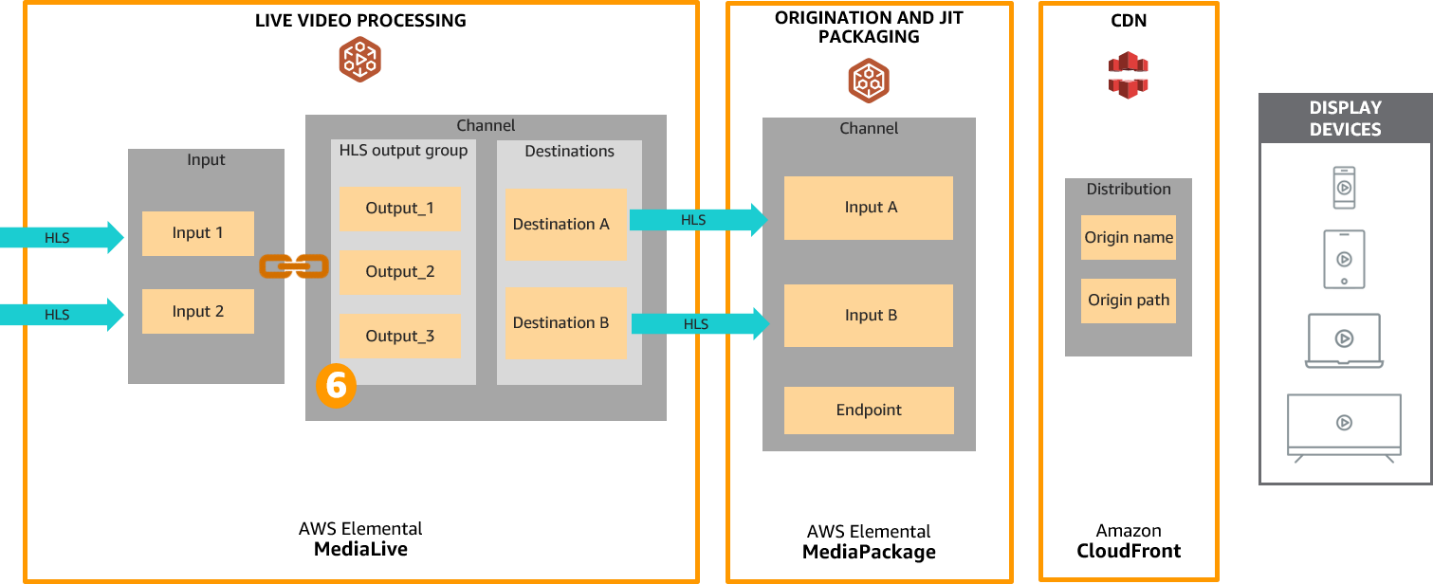 LIVE VIDEO PROCESSING
Input
HLS
Input 1
HLS
Input 2
Channel
HLS output group
Output_1
Output_2
Output_3
6
Destinations
Destination A
Destination B
AWS Elemental
MediaLive
HLS
HLS
ORIGINATION AND JIT
PACKAGING
Channel
Input A
Input B
Endpoint
AWS Elemental
MediaPackage
CDN
Distribution
Origin name
Origin path
Amazon
CloudFront
DISPLAY
DEVICES